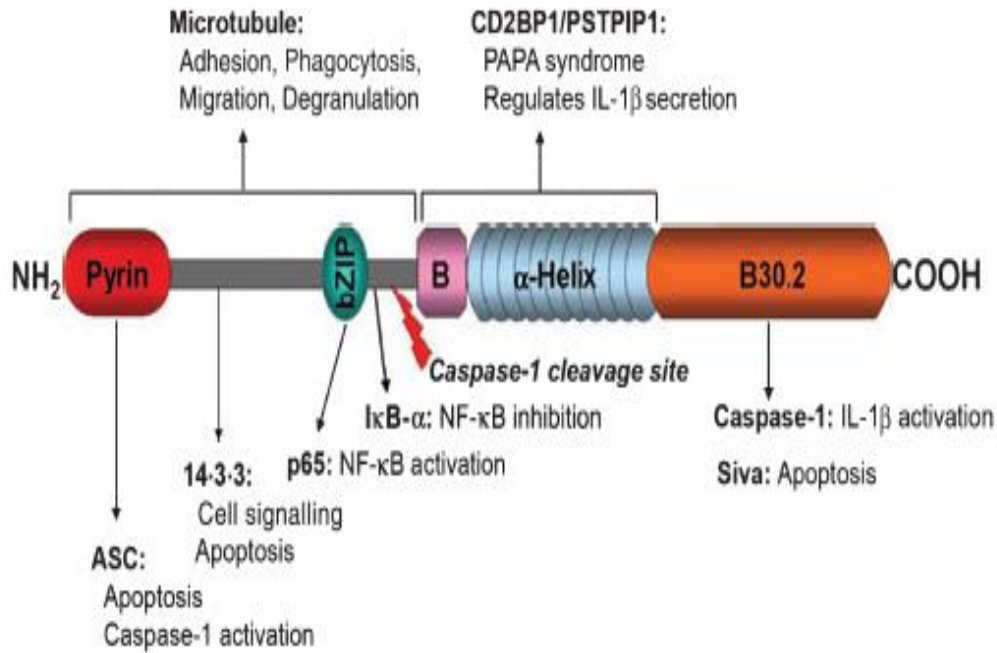 Microtubule:
Adhesion, Phagocytosis,
Migration, Degranulation
CD2BP1/PSTPIP1:
PAPA syndrome
Regulates IL-1β secretion
NH2
Pyrin
bZIP
B
α-Helix
B30.2
COOH
Caspase-1 cleavage site
IκB-α: NF-κB inhibition
p65: NF-κB activation
14·3·3:
Cell signalling
Apoptosis
ASC:
Apoptosis
Caspase-1 activation
Caspase-1: IL-1β activation
Siva: Apoptosis